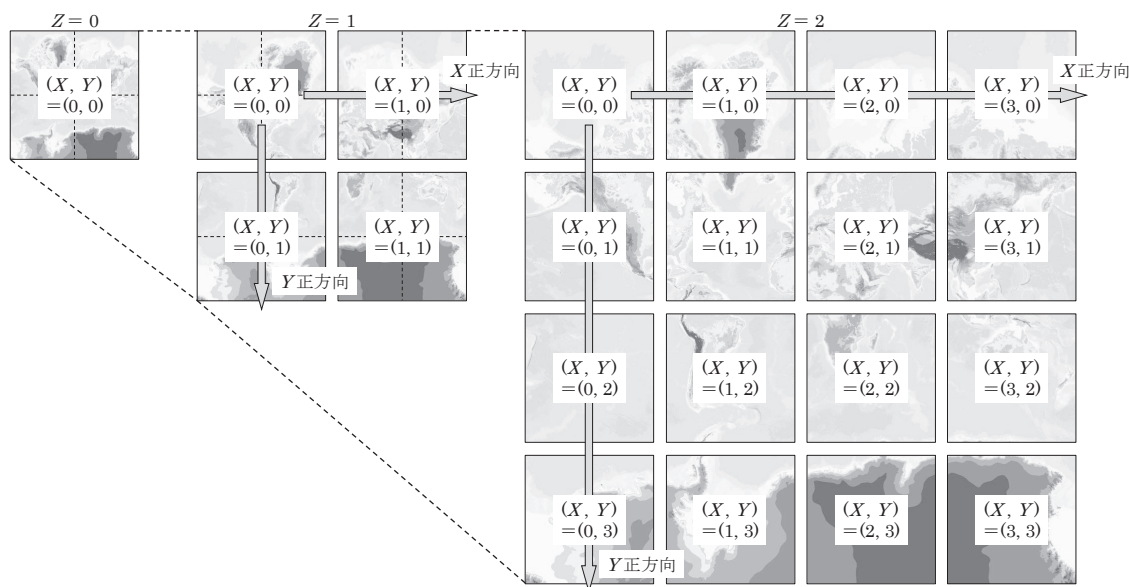 Z=0
Z=1
Z=2
(X, Y)
=(0, 0)
(X, Y)
=(0, 0)
(X, Y)
=(1, 0)
X正方向
(X, Y)
=(0, 0)
(X, Y)
=(1, 0)
(X, Y)
=(2, 0)
(X, Y)
=(3, 0)
X正方向
(X, Y)
=(0, 1)
(X, Y)
=(1, 1)
Y正方向
(X, Y)
=(0, 1)
(X, Y)
=(1, 1)
(X, Y)
=(2, 1)
(X, Y)
=(3, 1)
(X, Y)
=(0, 2)
(X, Y)
=(1, 2)
(X, Y)
=(2, 2)
(X, Y)
=(3, 2)
(X, Y)
=(0, 3)
(X, Y)
=(1, 3)
(X, Y)
=(2, 3)
(X, Y)
=(3, 3)
Y正方向